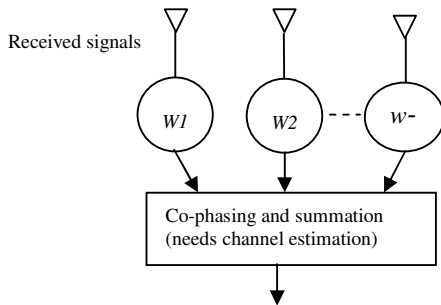 Received signals
W1 W2 w-
Co-phasing and summation
(needs channel estimation)